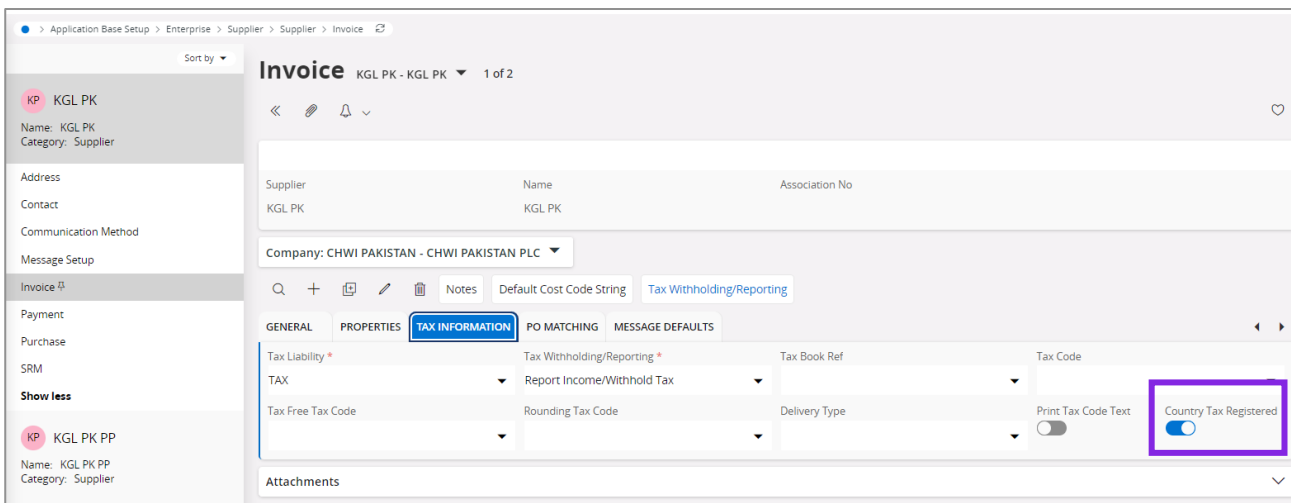 > Application Base Setup > Enterprise > Supplier > Supplier > Invoice
Sort by
KP KGL PK
Name: KGL PK
Category: Supplier
Address
Contact
Communication Method
Message Setup
Invoice
Payment
Purchase
SRM
Show less
KP KGL PK PP
Name: KGL PK PP
Category: Supplier
Invoice KGL PK - KGL PK 1 of 2
Supplier Name Association No
KGL PK KGL PK
Company: CHWI PAKISTAN - CHWI PAKISTAN PLC
Notes Default Cost Code String Tax Withholding/Reporting
GENERAL PROPERTIES TAX INFORMATION PO MATCHING MESSAGE DEFAULTS
Tax Liability * Tax Withholding/Reporting * Tax Book Ref Tax Code
TAX Report Income/Withhold Tax
Tax Free Tax Code Rounding Tax Code Delivery Type Print Tax Code Text Country Tax Registered
Attachments